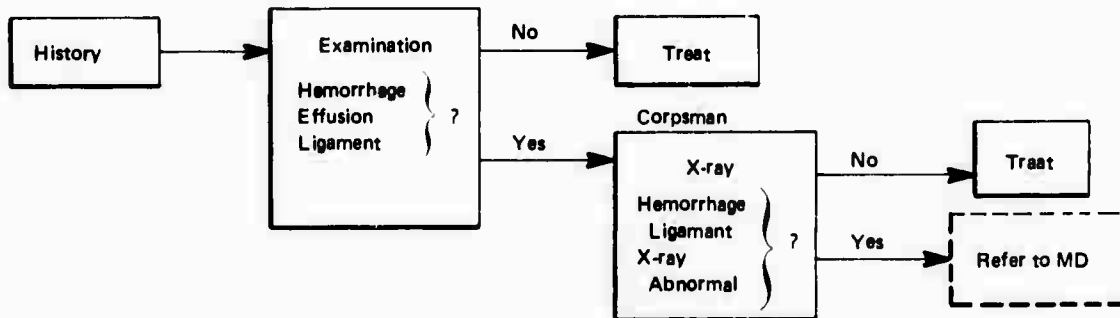 History
Examination
Hemorrhage
Effusion
Ligament
?
No
Treat
Yes
Corpsman
X-ray
Hemorrhage
Ligamant
X-ray
Abnormal
?
No
Traat
Yes
Refer to MD